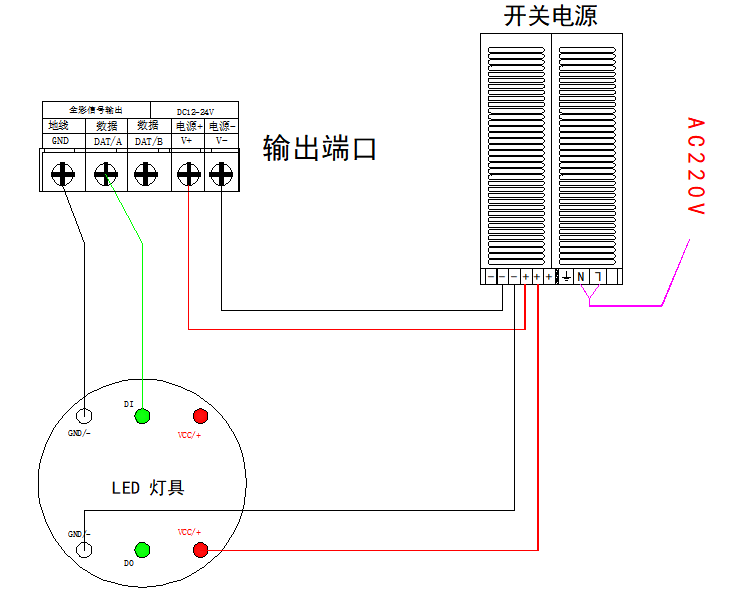 开关电源
全彩信号输出 DC12-24V
地线 数据 数据 电源+ 电源-
GND DAT/A DAT/B V+ V-
输出端口
AC220V
- - - + + + N L
DI
GND/- VCC/+
LED 灯具
GND/- VCC/+
DO